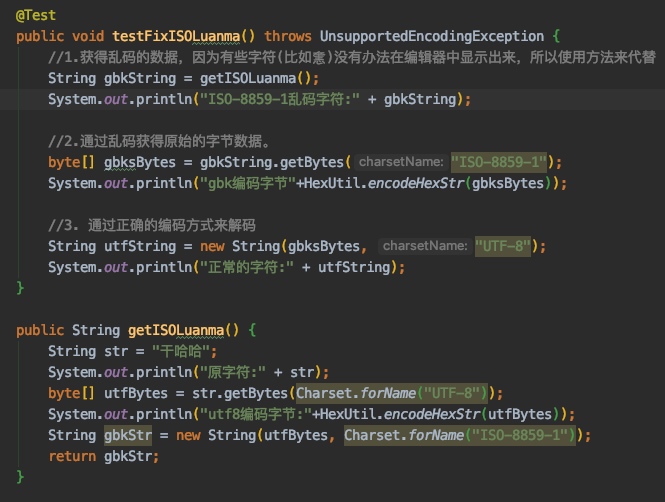 @Test
public void testFixISOLuanma() throws UnsupportedEncodingException {
//1.获得乱码的数据，因为有些字符(比如)没有办法在编辑器中显示出来，所以使用方法来代替
String gbkString = getISOLuanma();
System.out.println("ISO-8859-1乱码字符:" + gbkString);
//2.通过乱码获得原始的字节数据。
byte[] gbksBytes = gbkString.getBytes( charsetName: "ISO-8859-1");
System.out.println("gbk编码字节"+HexUtil.encodeHexStr(gbksBytes));
//3. 通过正确的编码方式来解码
String utfString = new String(gbksBytes, charsetName: "UTF-8");
System.out.println("正常的字符:" + utfString);
}
public String getISOLuanma() {
String str = "干哈哈";
System.out.println("原字符:" + str);
byte[] utfBytes = str.getBytes(Charset.forName("UTF-8"));
System.out.println("utf8编码字节:"+HexUtil.encodeHexStr(utfBytes));
String gbkStr = new String(utfBytes, Charset.forName("ISO-8859-1"));
return gbkStr;
}